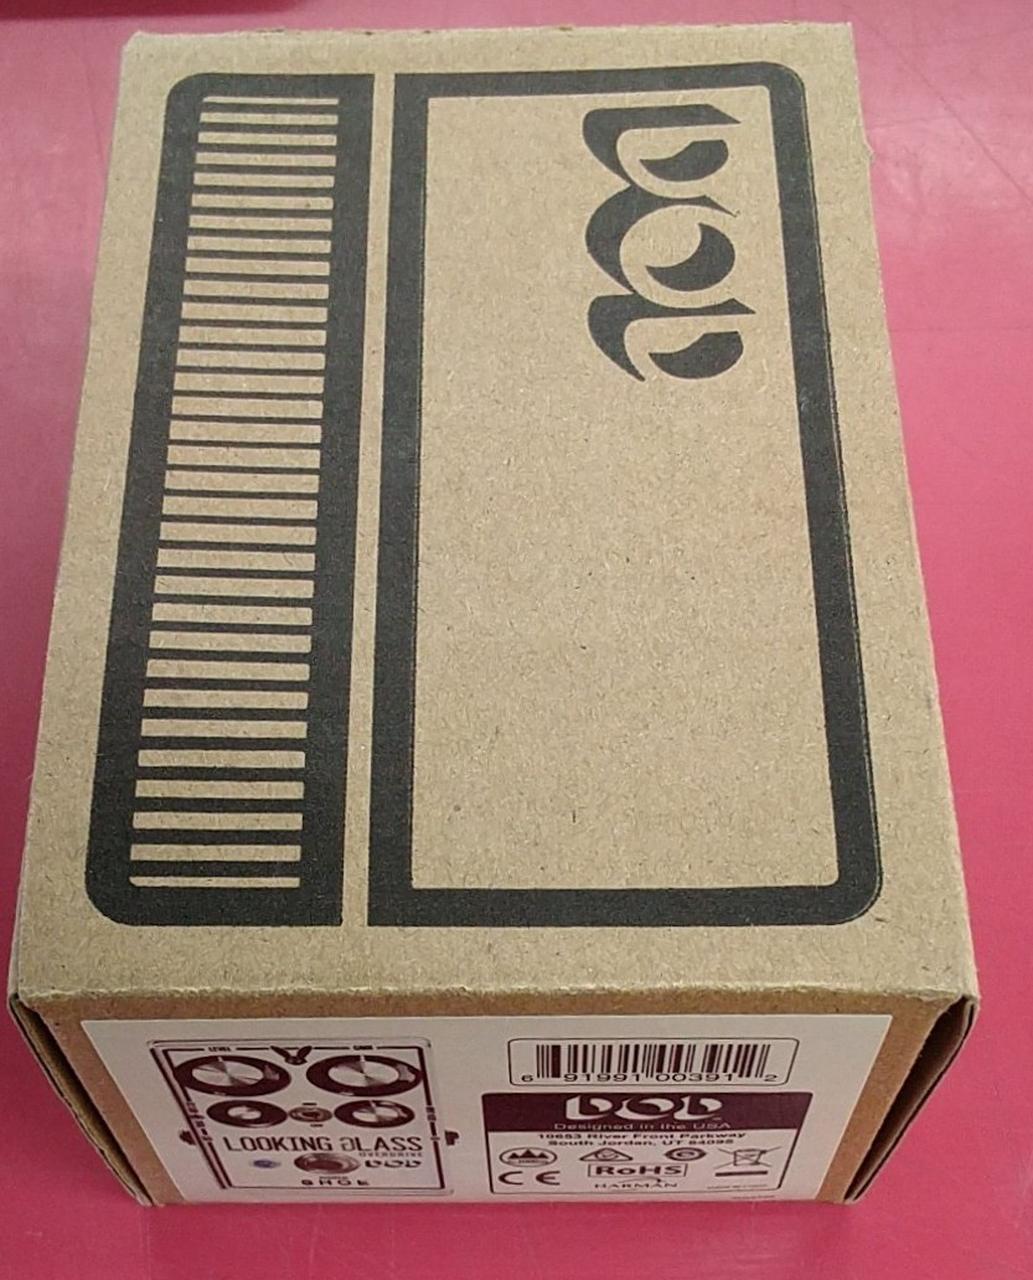 DOD
LEVEL
GAIN
LOOKING GLASS
OVERDRIVE
DOD
SHOE
6 91991 00391 2
DOD
Designed in the USA
10653 River Front Parkway
South Jordan, UT 84095
CE
RoHS
HARMAN